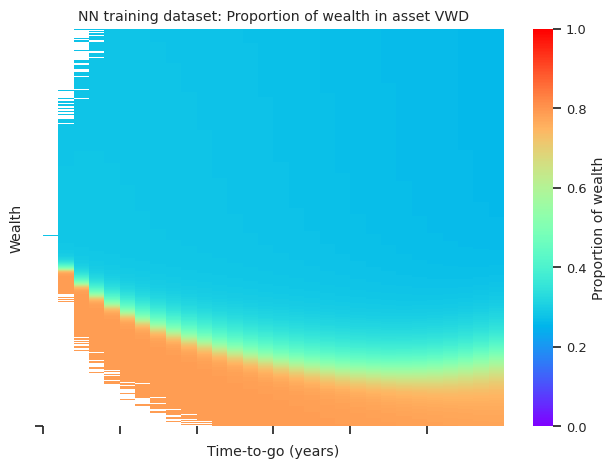 NN training dataset: Proportion of wealth in asset VWD
Wealth
Time-to-go (years)
1.0
0.8
0.6
0.4
0.2
0.0
Proportion of wealth